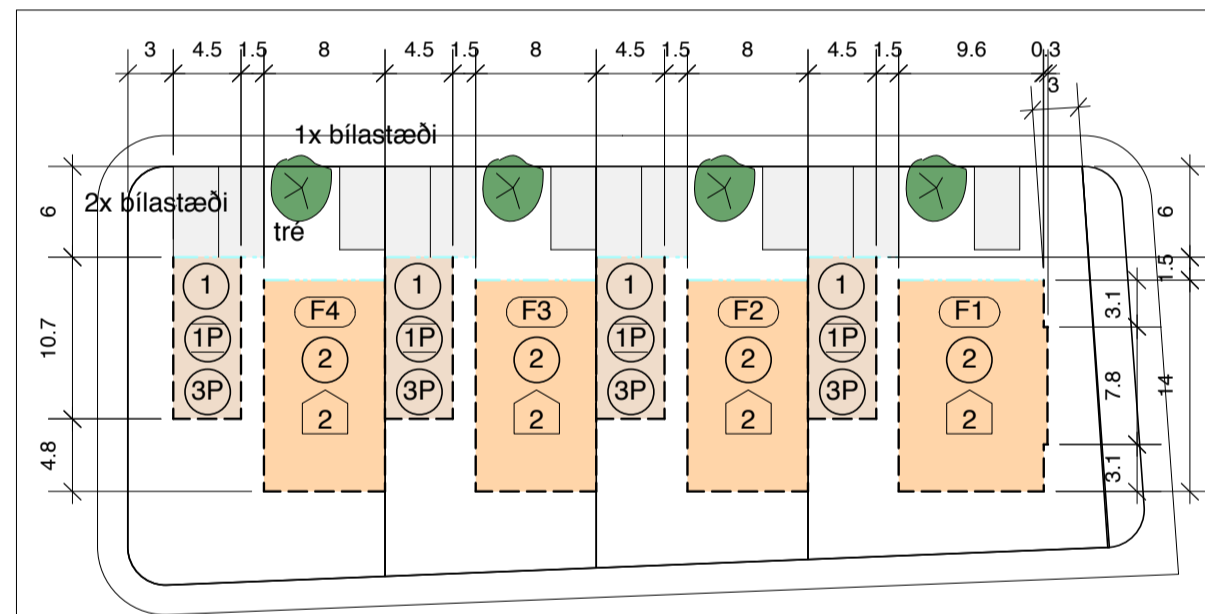 3 4.5 1.5 8 4.5 1.5 8 4.5 1.5 8 4.5 1.5 9.6 0.3
3
1x bílastæði
2x bílastæði
tré
6
10.7
4.8
6
1.5
14
3.1
7.8
3.1
1 1 1 1
1P 1P 1P 1P
3P 3P 3P 3P
F4 F3 F2 F1
2 2 2 2
2 2 2 2